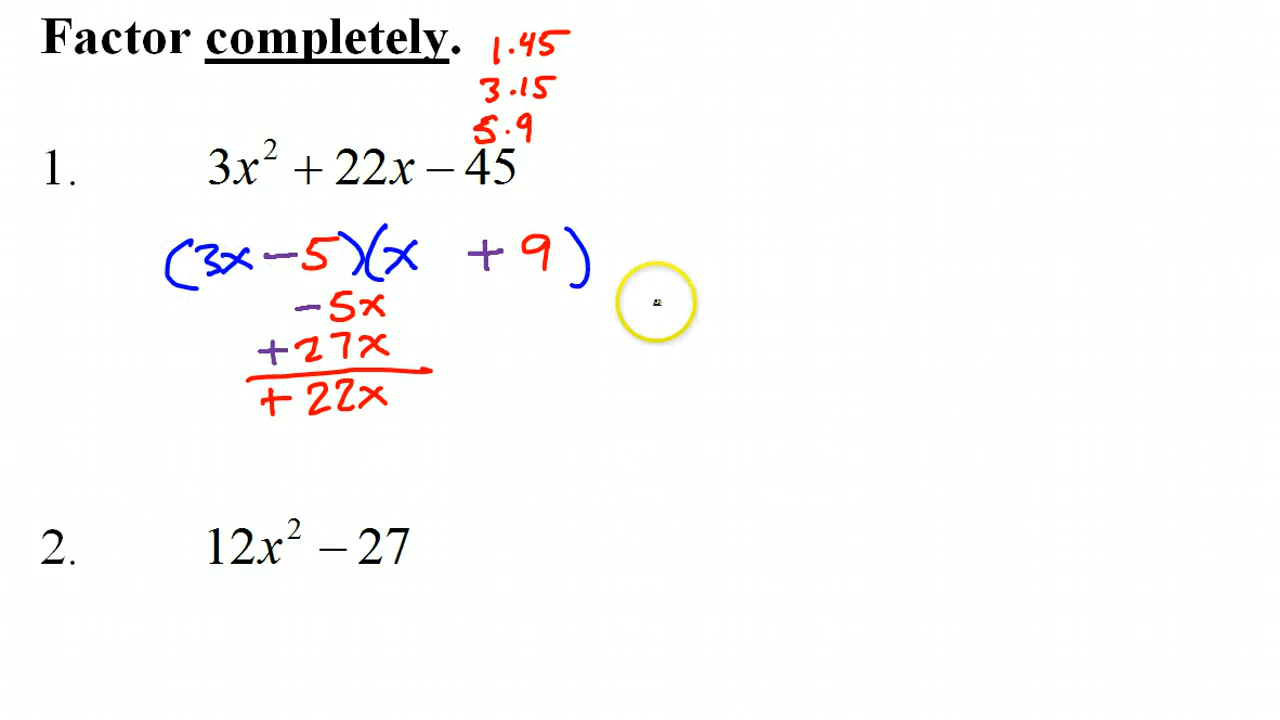 Factor completely.
1·45
3·15
5·9
1. 3x² + 22x − 45
(3x − 5)(x + 9)
− 5x
+ 27x
+ 22x
2. 12x² − 27